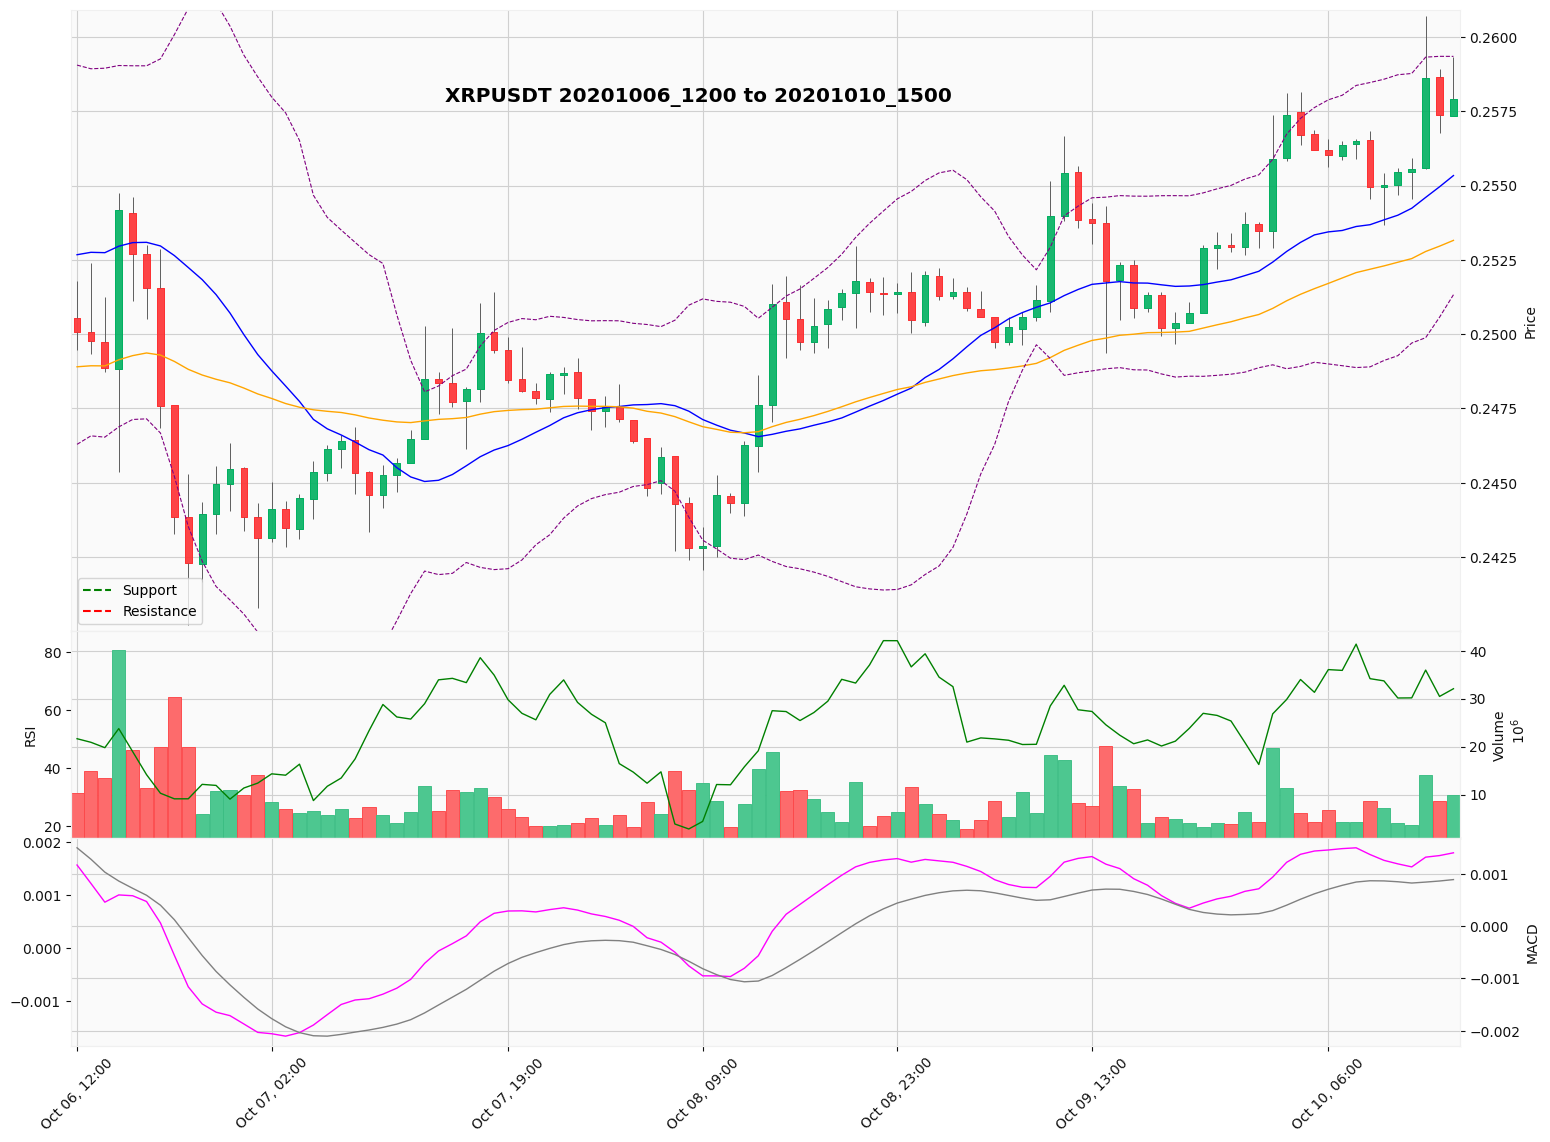 XRPUSDT 20201006_1200 to 20201010_1500
0.2600
0.2575
0.2550
0.2525
0.2500
0.2475
0.2450
0.2425
Price
Support
Resistance
80
60
40
20
RSI
40
30
20
10
Volume
10^6
0.002
0.001
0.000
−0.001
0.001
0.000
−0.001
−0.002
MACD
Oct 06, 12:00
Oct 07, 02:00
Oct 07, 19:00
Oct 08, 09:00
Oct 08, 23:00
Oct 09, 13:00
Oct 10, 06:00